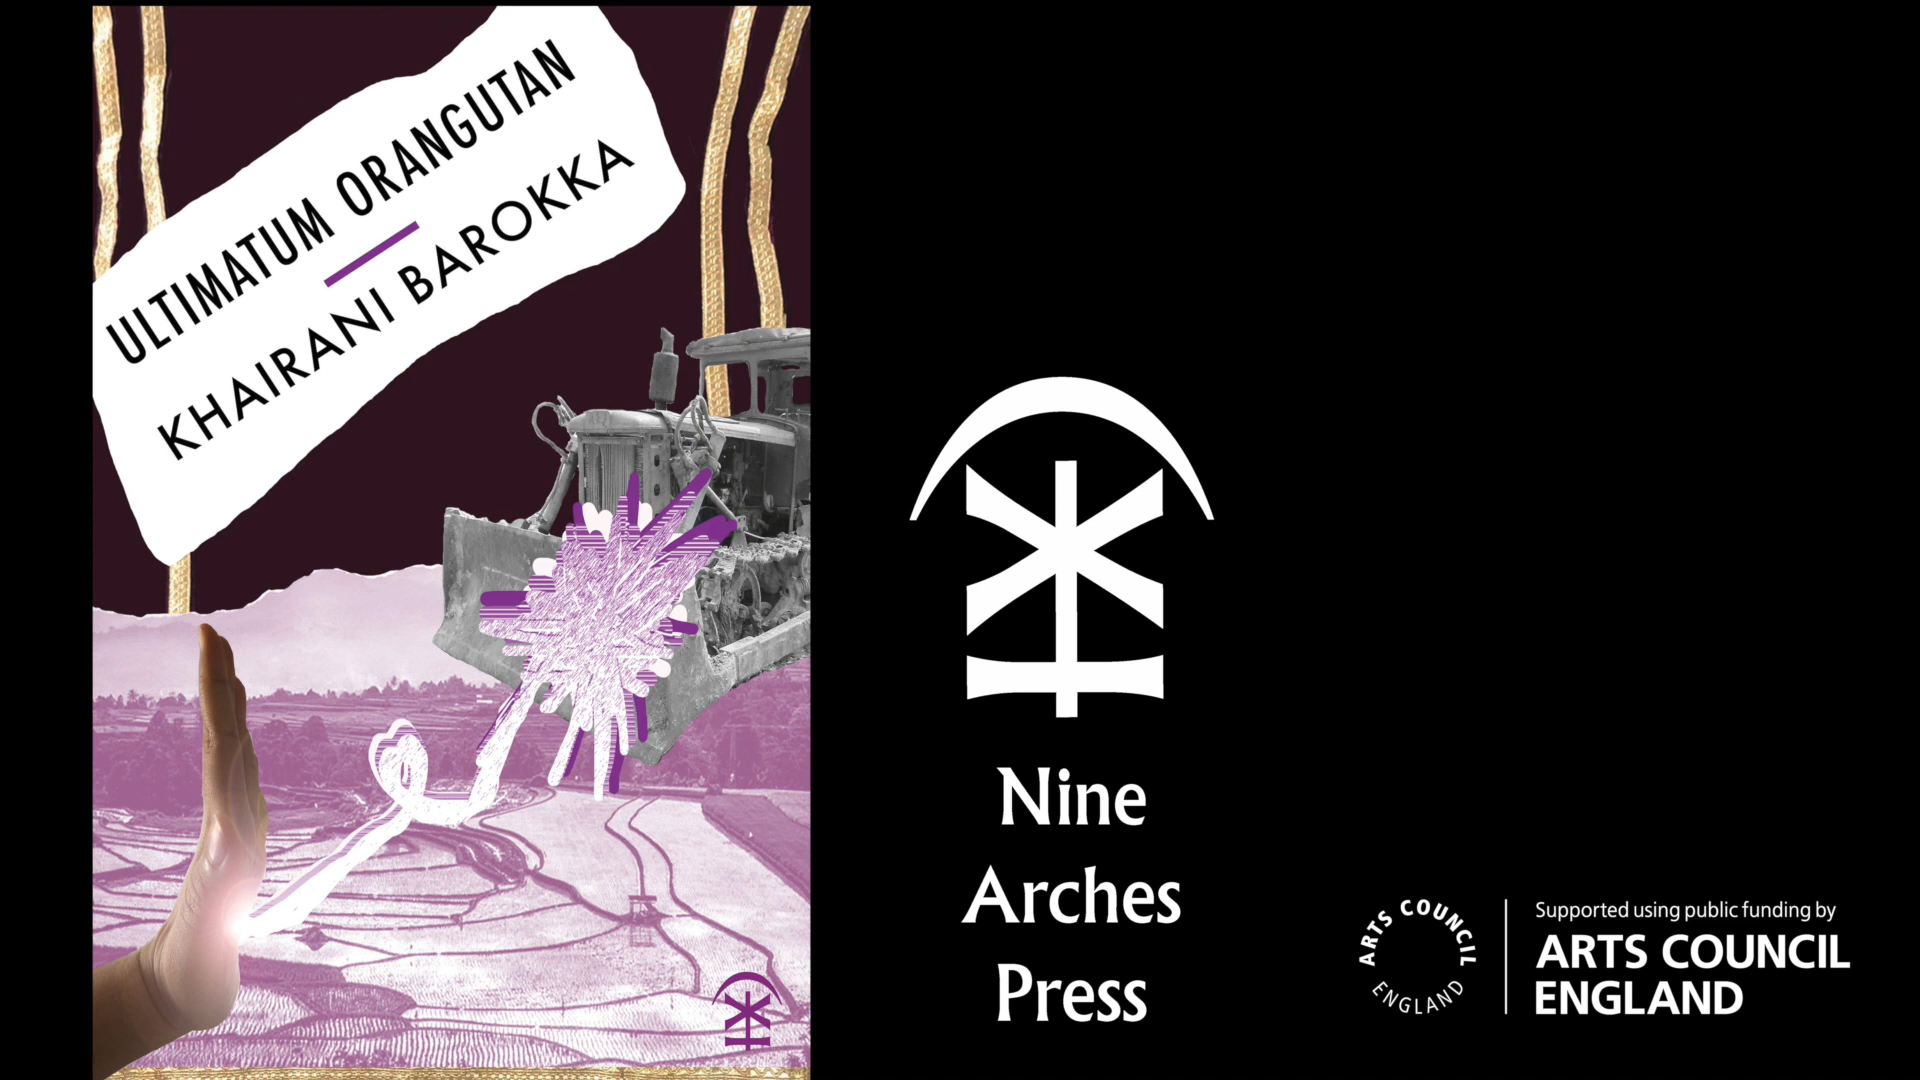 ULTIMATUM ORANGUTAN
KHAIRANI BAROKKA
Nine
Arches
Press
ARTS COUNCIL
ENGLAND
Supported using public funding by
ARTS COUNCIL
ENGLAND